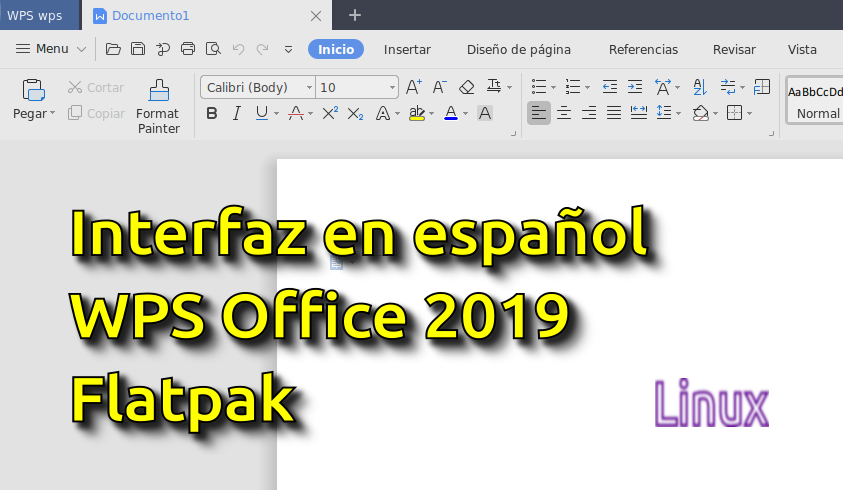 WPS wps
Documento1
Menu
Inicio
Insertar
Diseño de página
Referencias
Revisar
Vista
Pegar
Cortar
Copiar
Format
Painter
Calibri (Body)
10
AaBbCcDd
Normal
Interfaz en español
WPS Office 2019
Flatpak
Linux